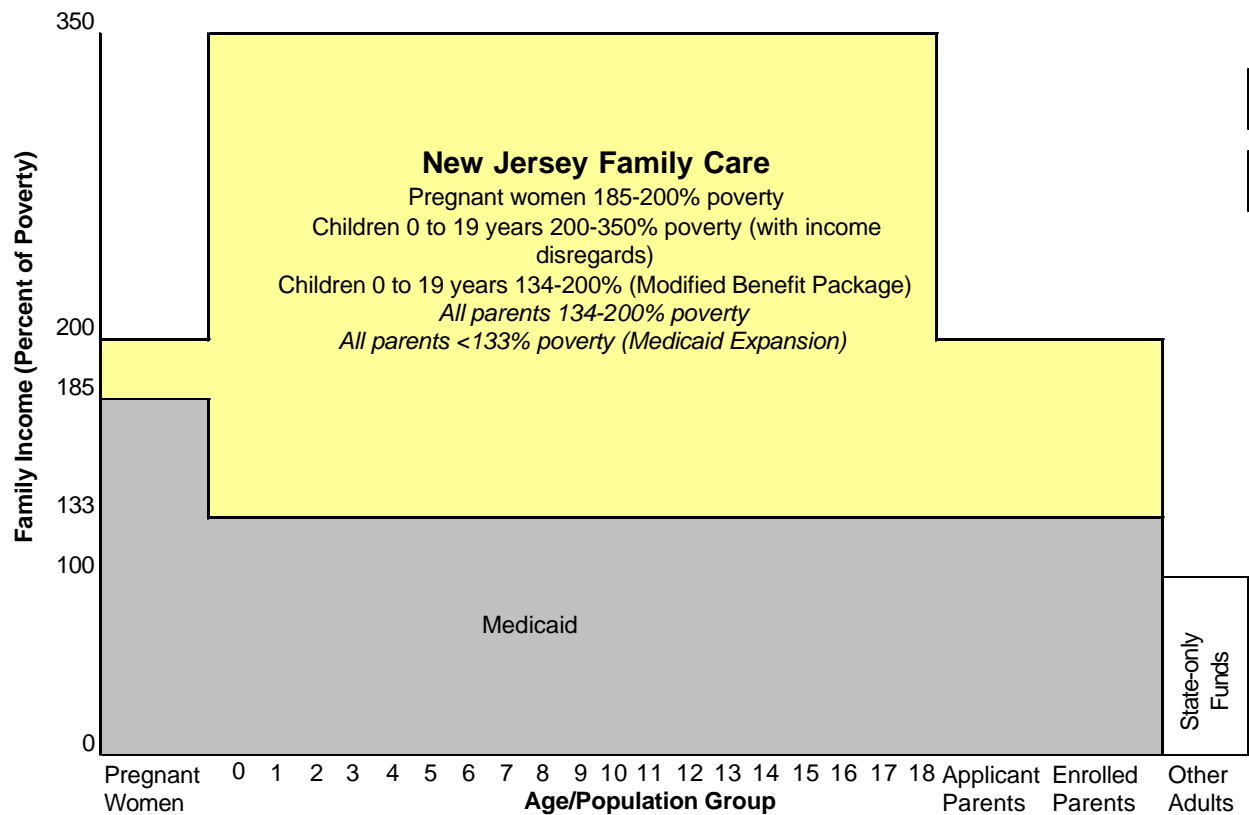 350
New Jersey Family Care
Pregnant women 185-200% poverty
Children 0 to 19 years 200-350% poverty (with income
disregards)
Children 0 to 19 years 134-200% (Modified Benefit Package)
All parents 134-200% poverty
All parents <133% poverty (Medicaid Expansion)
Family Income (Percent of Poverty)
200
185
133
100
Medicaid
State-only
Funds
0
Pregnant
Women
0 1 2 3 4 5 6 7 8 9 10 11 12 13 14 15 16 17 18
Applicant
Parents
Enrolled
Parents
Other
Adults
Age/Population Group